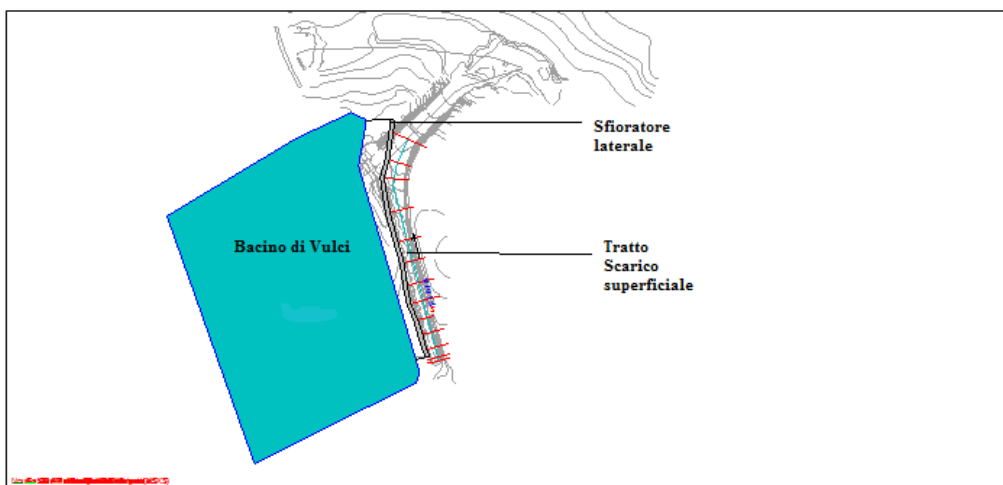 Sfioratore
laterale
Bacino di Vulci
Tratto
Scarico
superficiale